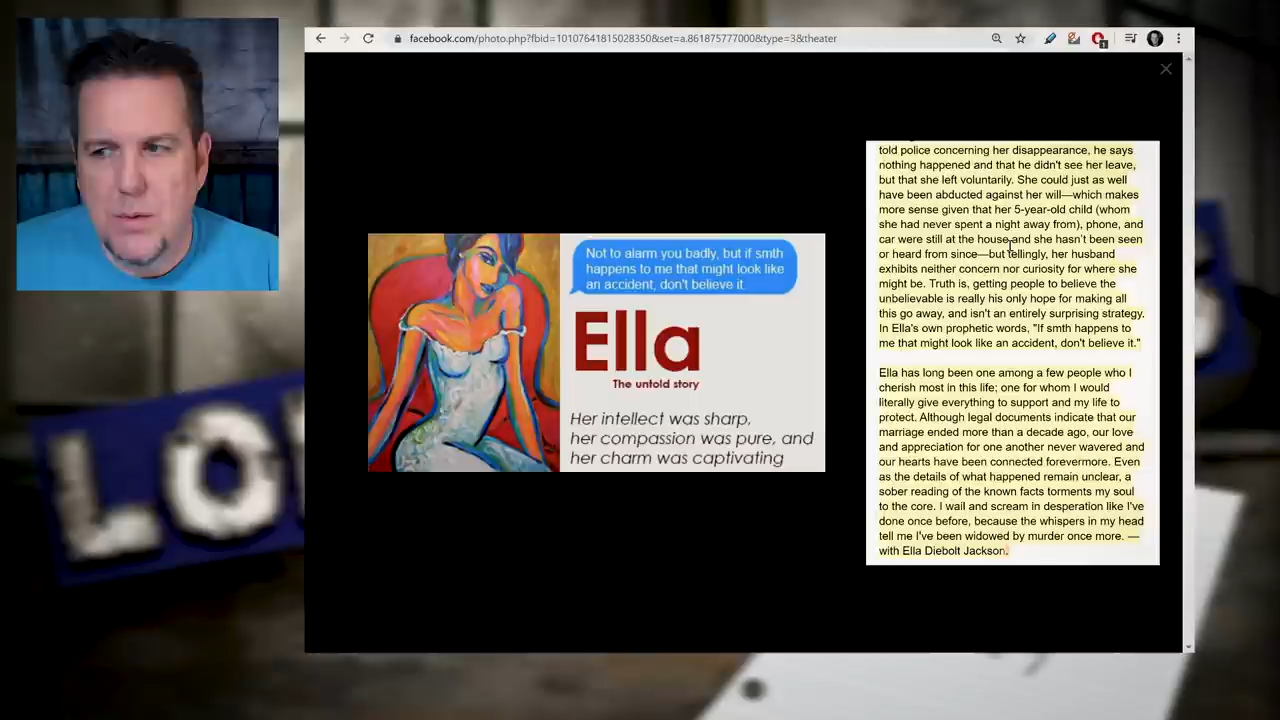 facebook.com/photo.php?fbid=10107641815028350&set=a.861875777000&type=3&theater
1
told police concerning her disappearance, he says
nothing happened and that he didn't see her leave,
but that she left voluntarily. She could just as well
have been abducted against her will—which makes
more sense given that her 5-year-old child (whom
she had never spent a night away from), phone, and
car were still at the house and she hasn't been seen
or heard from since—but tellingly, her husband
exhibits neither concern nor curiosity for where she
might be. Truth is, getting people to believe the
unbelievable is really his only hope for making all
this go away, and isn't an entirely surprising strategy.
In Ella's own prophetic words, "If smth happens to
me that might look like an accident, don't believe it."
Ella has long been one among a few people who I
cherish most in this life; one for whom I would
literally give everything to support and my life to
protect. Although legal documents indicate that our
marriage ended more than a decade ago, our love
and appreciation for one another never wavered and
our hearts have been connected forevermore. Even
as the details of what happened remain unclear, a
sober reading of the known facts torments my soul
to the core. I wail and scream in desperation like I've
done once before, because the whispers in my head
tell me I've been widowed by murder once more. —
with Ella Diebolt Jackson.
Not to alarm you badly, but if smth
happens to me that might look like
an accident, don't believe it.
Ella
The untold story
Her intellect was sharp,
her compassion was pure, and
her charm was captivating
LO